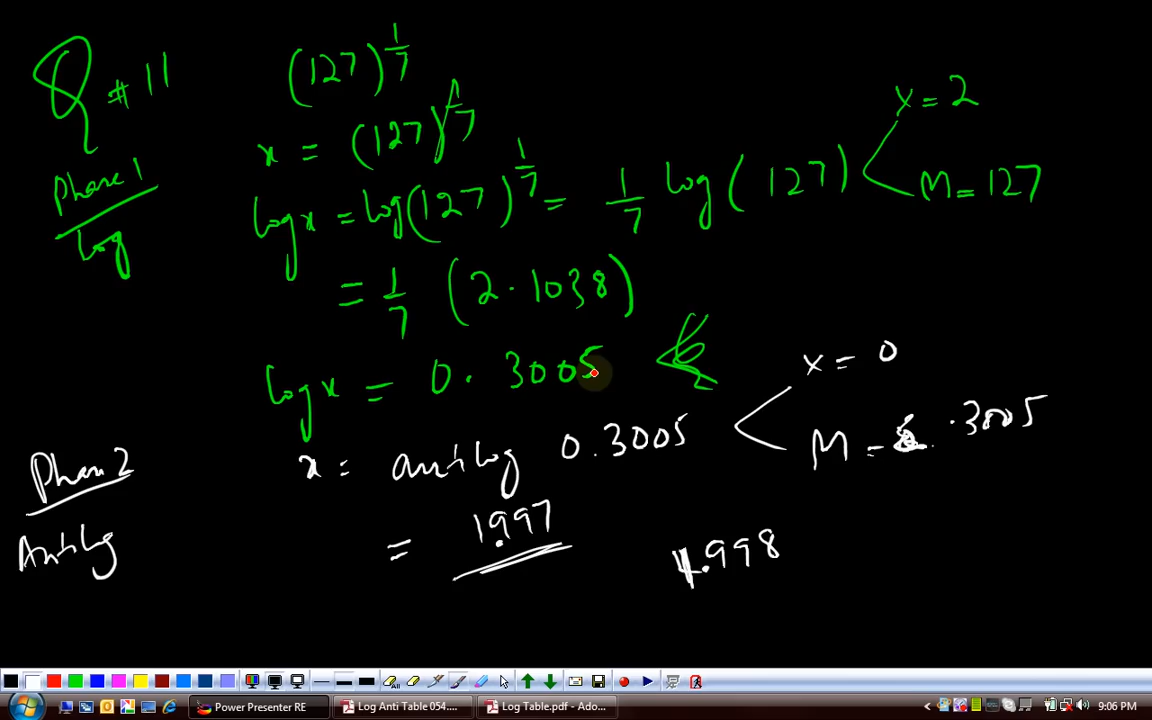 Q # 11
(127)^1/7
x = (127)^1/7
x = 2
Phase 1
Log
log x = log(127)^1/7 = 1/7 log(127)
M = 127
= 1/7 (2.1038)
log x = 0.3005
x = 0
x = antilog 0.3005
M = .3005
Phase 2
Antilog
= 1.997
1.998
Power Presenter RE
Log Anti Table 054....
Log Table.pdf - Ado...
9:06 PM